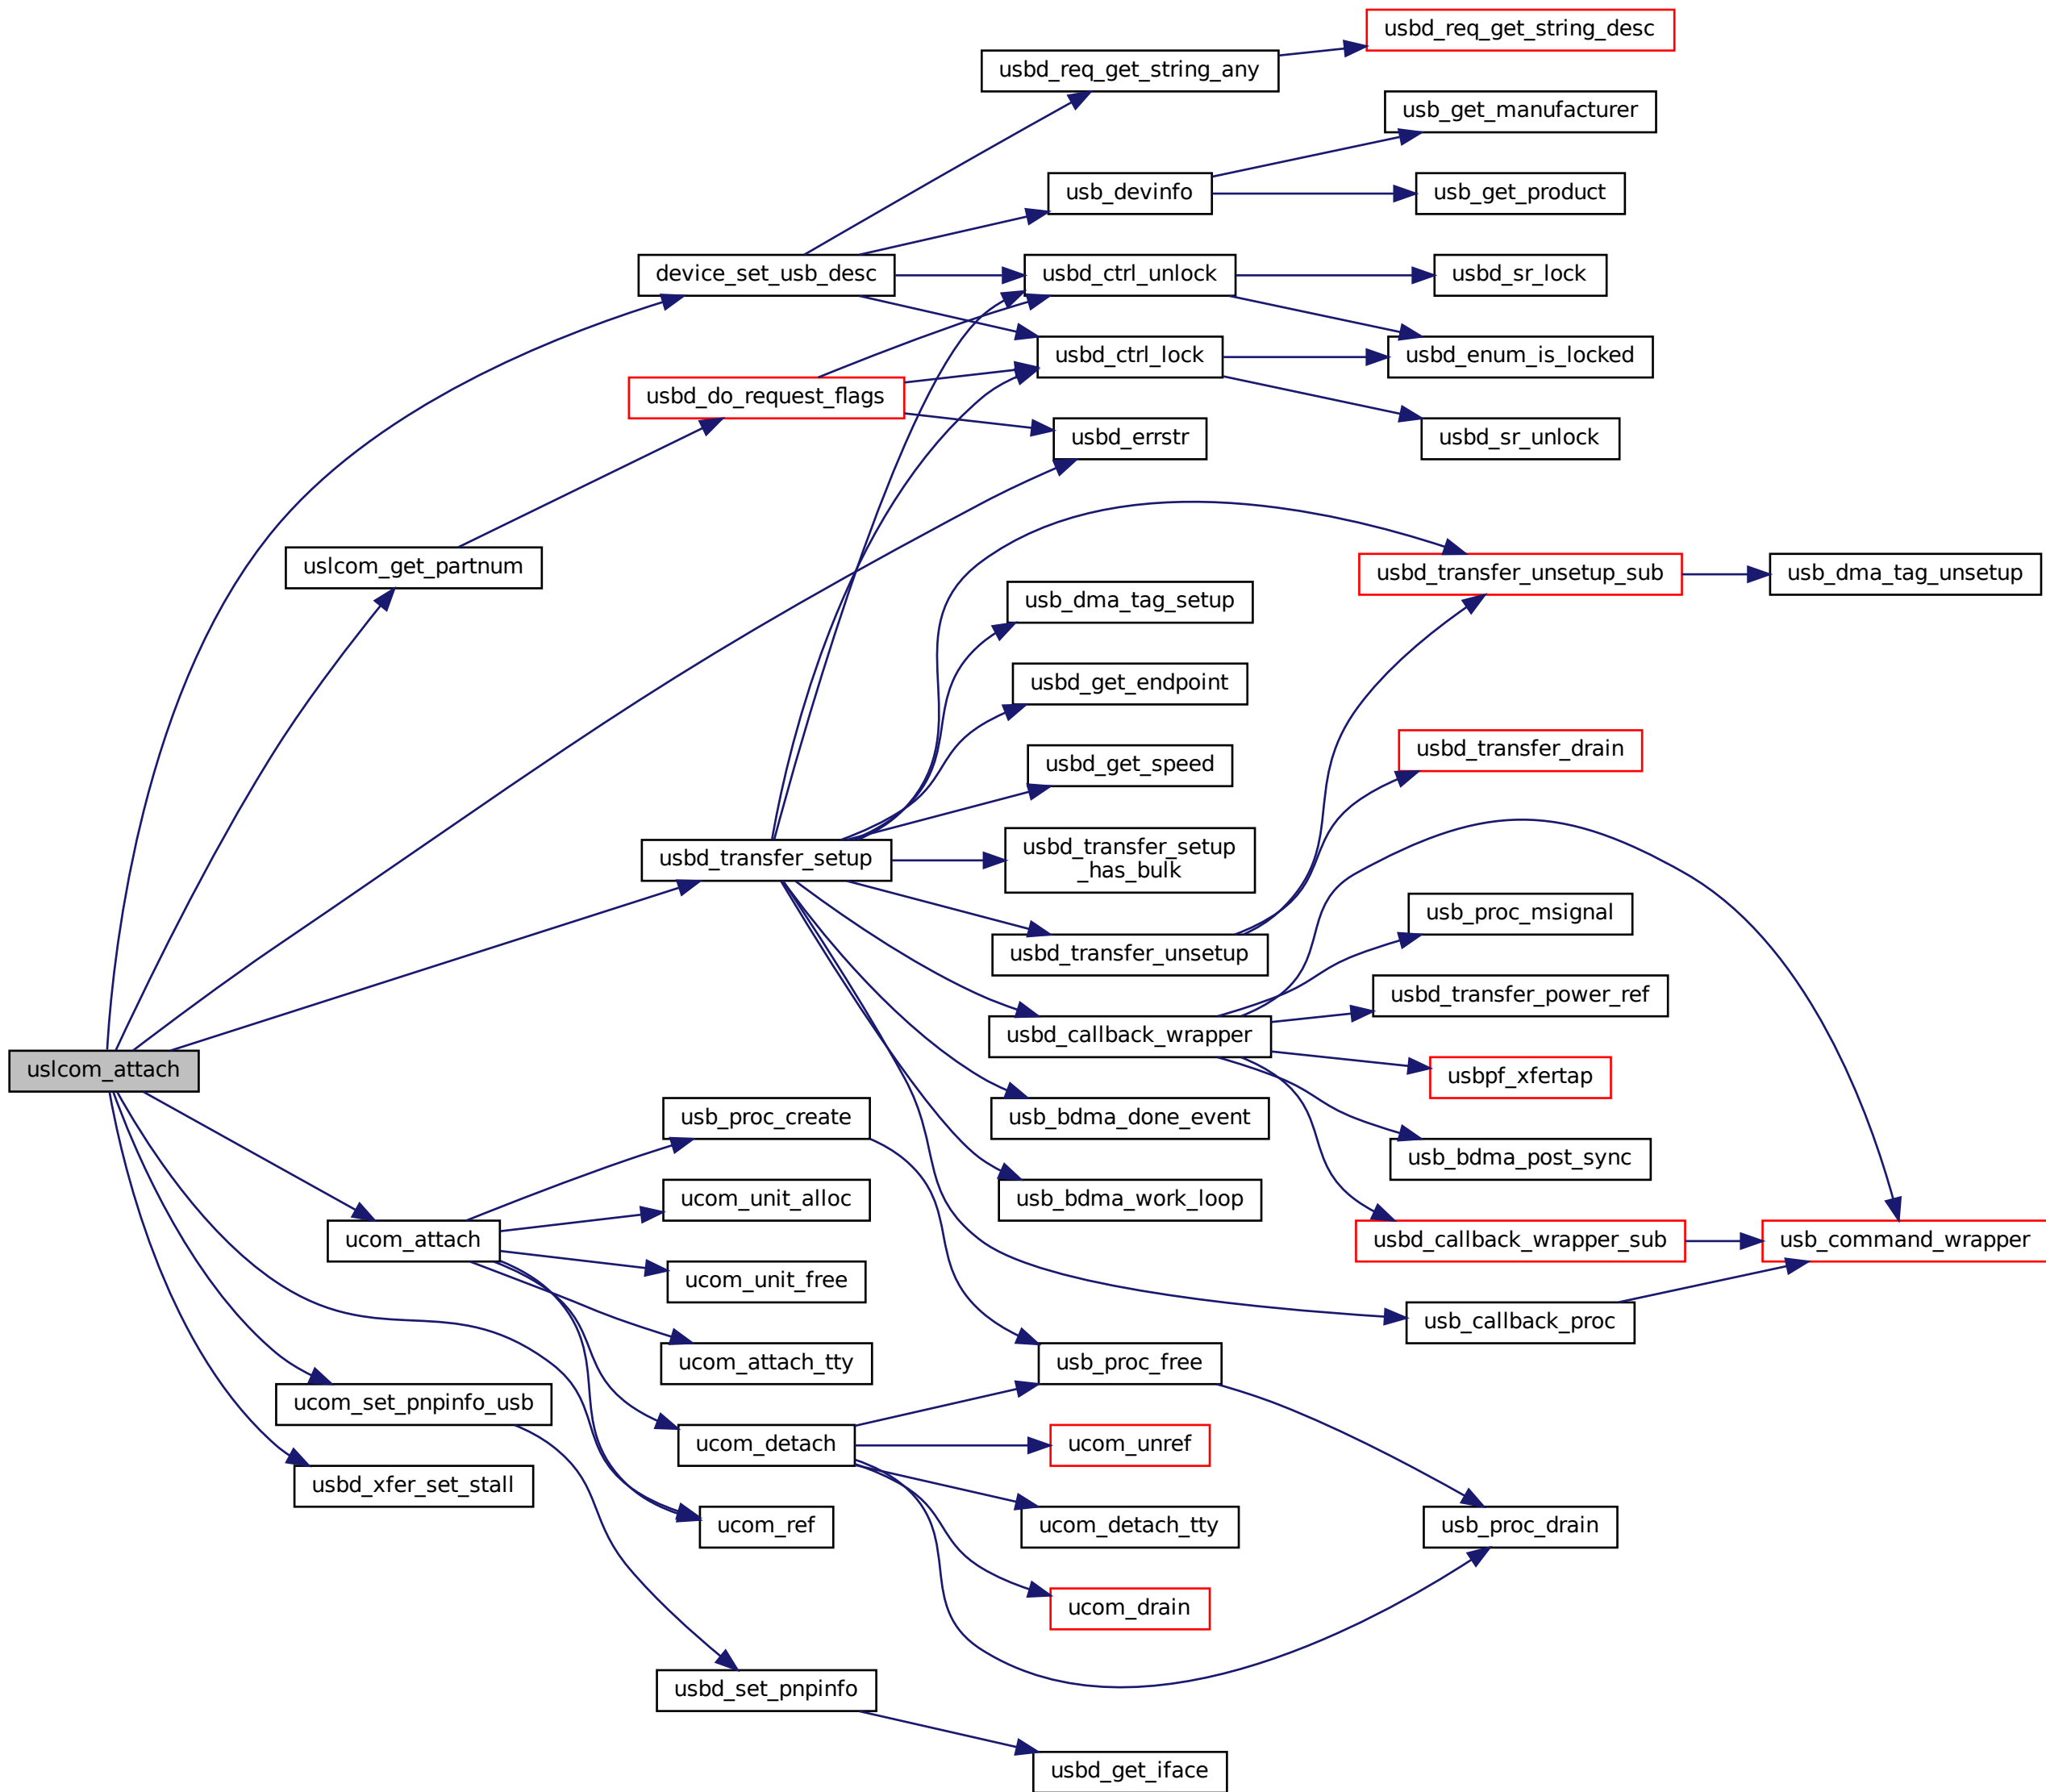 usbd_req_get_string_desc
usbd_req_get_string_any
usb_get_manufacturer
usb_devinfo
usb_get_product
device_set_usb_desc
usbd_ctrl_unlock
usbd_sr_lock
usbd_ctrl_lock
usbd_enum_is_locked
usbd_do_request_flags
usbd_errstr
usbd_sr_unlock
uslcom_get_partnum
usbd_transfer_unsetup_sub
usb_dma_tag_unsetup
usb_dma_tag_setup
usbd_get_endpoint
usbd_get_speed
usbd_transfer_drain
usbd_transfer_setup
usbd_transfer_setup
_has_bulk
usb_proc_msignal
usbd_transfer_unsetup
usbd_transfer_power_ref
usbd_callback_wrapper
uslcom_attach
usbpf_xfertap
usb_proc_create
usb_bdma_done_event
usb_bdma_post_sync
ucom_unit_alloc
usb_bdma_work_loop
ucom_attach
usbd_callback_wrapper_sub
usb_command_wrapper
ucom_unit_free
usb_callback_proc
ucom_attach_tty
usb_proc_free
ucom_set_pnpinfo_usb
ucom_detach
ucom_unref
usbd_xfer_set_stall
ucom_ref
ucom_detach_tty
usb_proc_drain
ucom_drain
usbd_set_pnpinfo
usbd_get_iface